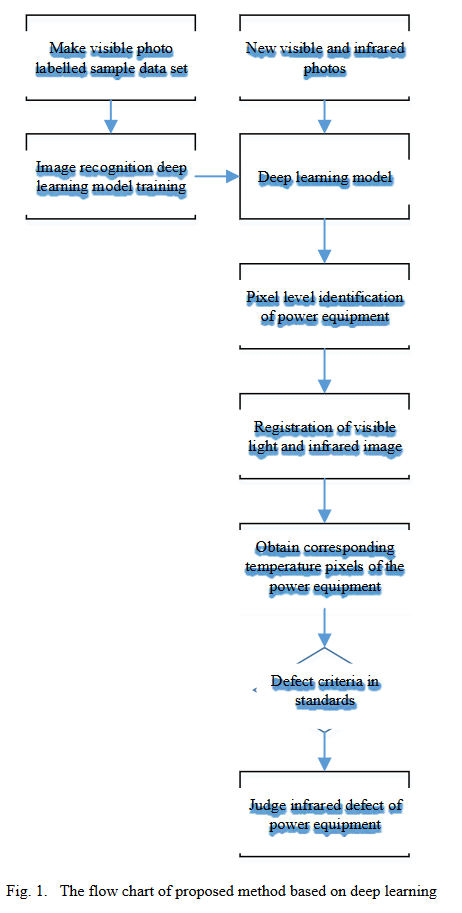 Make visible photo
labelled sample data set
New visible and infrared
photos
Image recognition deep
learning model training
Deep learning model
Pixel level identification
of power equipment
Registration of visible
light and infrared image
Obtain corresponding
temperature pixels of the
power equipment
Defect criteria in
standards
Judge infrared defect of
power equipment
Fig. 1. The flow chart of proposed method based on deep learning